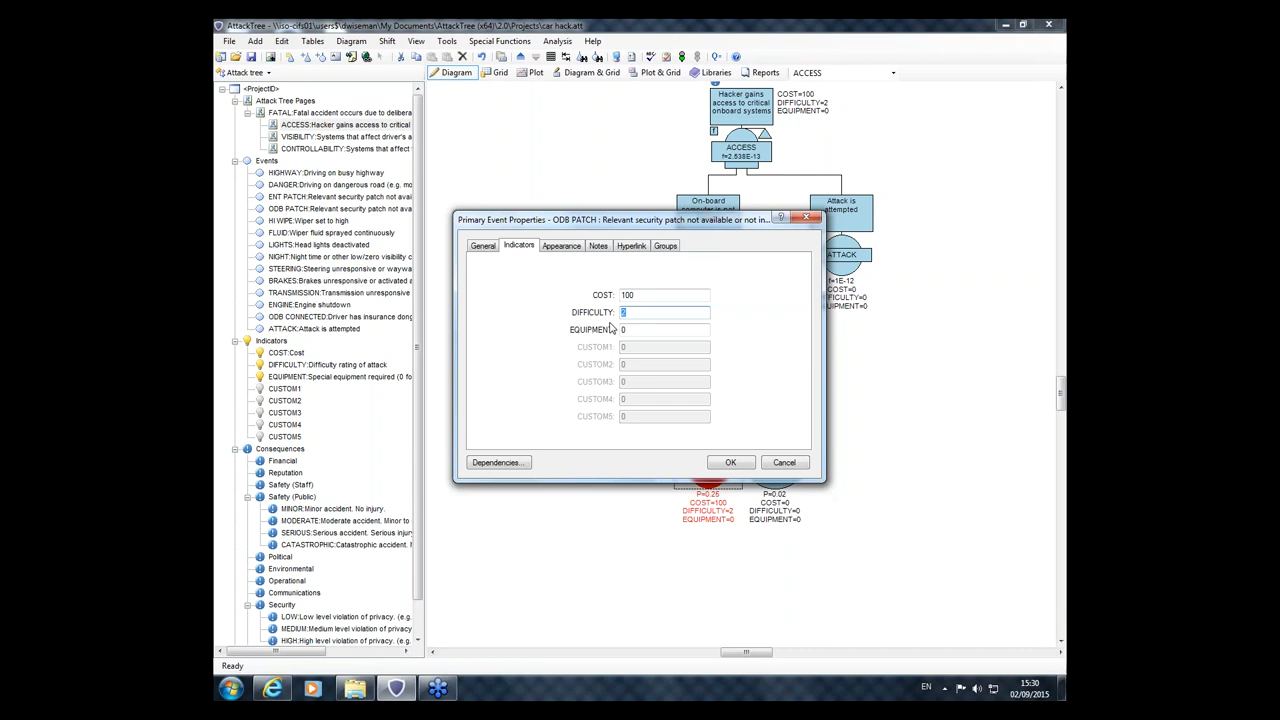 AttackTree - \\iso-cifs01\users$\dwiseman\My Documents\AttackTree (x64)\2.0\Projects\car hack.att
File Add Edit Tables Diagram Shift View Tools Special Functions Analysis Help
Attack tree
Diagram Grid Plot Diagram & Grid Plot & Grid Libraries Reports ACCESS
<ProjectID>
Attack Tree Pages
FATAL:Fatal accident occurs due to delibera
ACCESS:Hacker gains access to critical
VISIBILITY:Systems that affect driver's a
CONTROLLABILITY:Systems that affect
Events
HIGHWAY:Driving on busy highway
DANGER:Driving on dangerous road (e.g. mo
ENT PATCH:Relevant security patch not availa
ODB PATCH:Relevant security patch not ava
HI WIPE:Wiper set to high
FLUID:Wiper fluid sprayed continuously
LIGHTS:Head lights deactivated
NIGHT:Night time or other low/zero visibility c
STEERING:Steering unresponsive or waywa
BRAKES:Brakes unresponsive or activated a
TRANSMISSION:Transmission unresponsive
ENGINE:Engine shutdown
ODB CONNECTED:Driver has insurance dong
ATTACK:Attack is attempted
Indicators
COST:Cost
DIFFICULTY:Difficulty rating of attack
EQUIPMENT:Special equipment required (0 fo
CUSTOM1
CUSTOM2
CUSTOM3
CUSTOM4
CUSTOM5
Consequences
Financial
Reputation
Safety (Staff)
Safety (Public)
MINOR:Minor accident. No injury.
MODERATE:Moderate accident. Minor to
SERIOUS:Serious accident. Serious injury
CATASTROPHIC:Catastrophic accident.
Political
Environmental
Operational
Communications
Security
LOW:Low level violation of privacy. (e.g.
MEDIUM:Medium level violation of privacy
HIGH:High level violation of privacy. (e.g.
Hacker gains
access to critical
onboard systems
COST=100
DIFFICULTY=2
EQUIPMENT=0
ACCESS
f=2.538E-13
On-board
computer is not
Attack is
attempted
ATTACK
f=1E-12
COST=0
DIFFICULTY=0
EQUIPMENT=0
Primary Event Properties - ODB PATCH : Relevant security patch not available or not in...
General Indicators Appearance Notes Hyperlink Groups
COST: 100
DIFFICULTY: 2
EQUIPMENT: 0
CUSTOM1: 0
CUSTOM2: 0
CUSTOM3: 0
CUSTOM4: 0
CUSTOM5: 0
Dependencies... OK Cancel
P=0.25
COST=100
DIFFICULTY=2
EQUIPMENT=0
P=0.02
COST=0
DIFFICULTY=0
EQUIPMENT=0
Ready
EN
15:30
02/09/2015